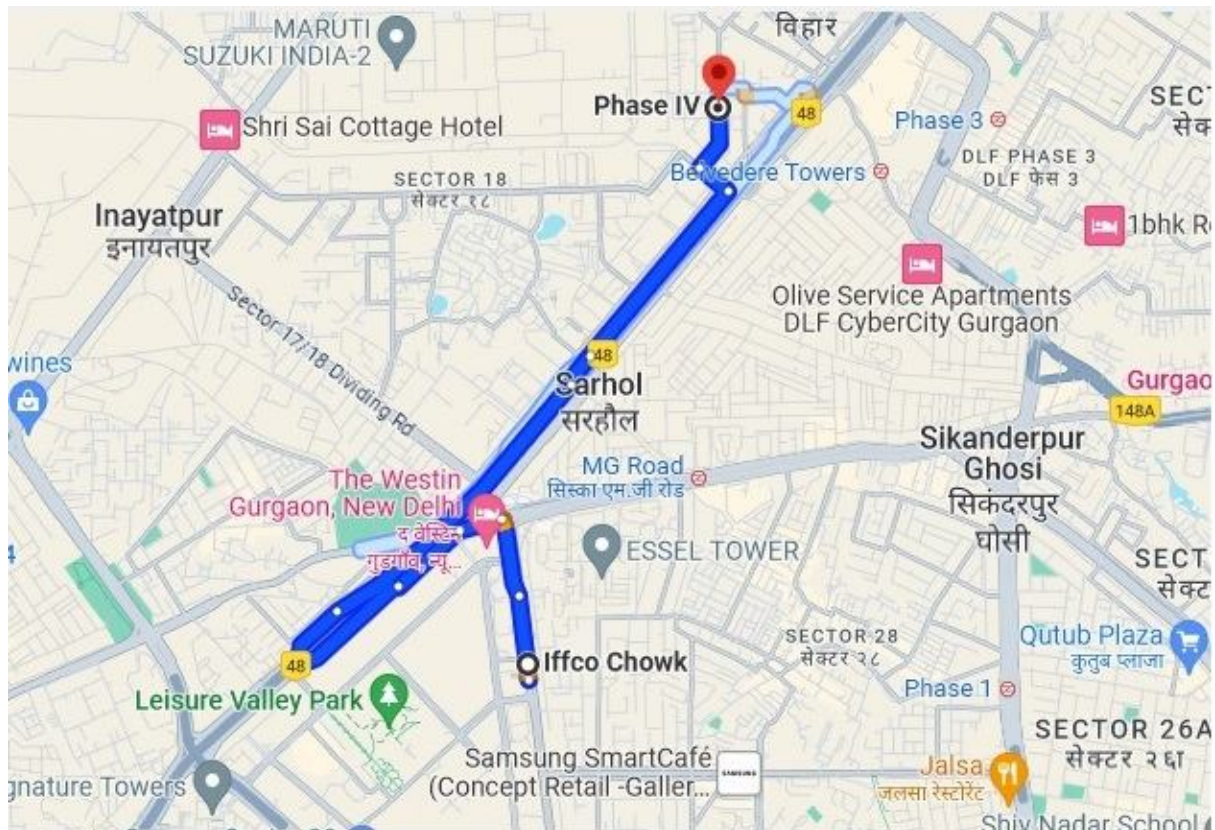 विहार
MARUTI
SUZUKI INDIA-2
Phase IV
48
SECT
सेक्ट
Shri Sai Cottage Hotel
Phase 3
DLF PHASE 3
DLF फेस 3
Belvedere Towers
SECTOR 18
सेक्टर १८
Inayatpur
इनायतपुर
1bhk R
Olive Service Apartments
DLF CyberCity Gurgaon
Sector-17/18 Dividing Rd
48
wines
Sarhol
सरहौल
Gurgao
148A
Sikanderpur
Ghosi
सिकंदरपुर
घोसी
MG Road
सिस्का एम.जी रोड
The Westin
Gurgaon, New Delhi
द वेस्टिन
गुडगाँव, न्यू...
ESSEL TOWER
4
SECT
सेक्ट
SECTOR 28
सेक्टर २८
Qutub Plaza
कुतुब प्लाजा
Iffco Chowk
48
Leisure Valley Park
Phase 1
SECTOR 26A
सेक्टर २६ा
Samsung SmartCafé
(Concept Retail -Galler...
SAMSUNG
Jalsa
जलसा रेस्टोरेंट
gnature Towers
Shiv Nadar School